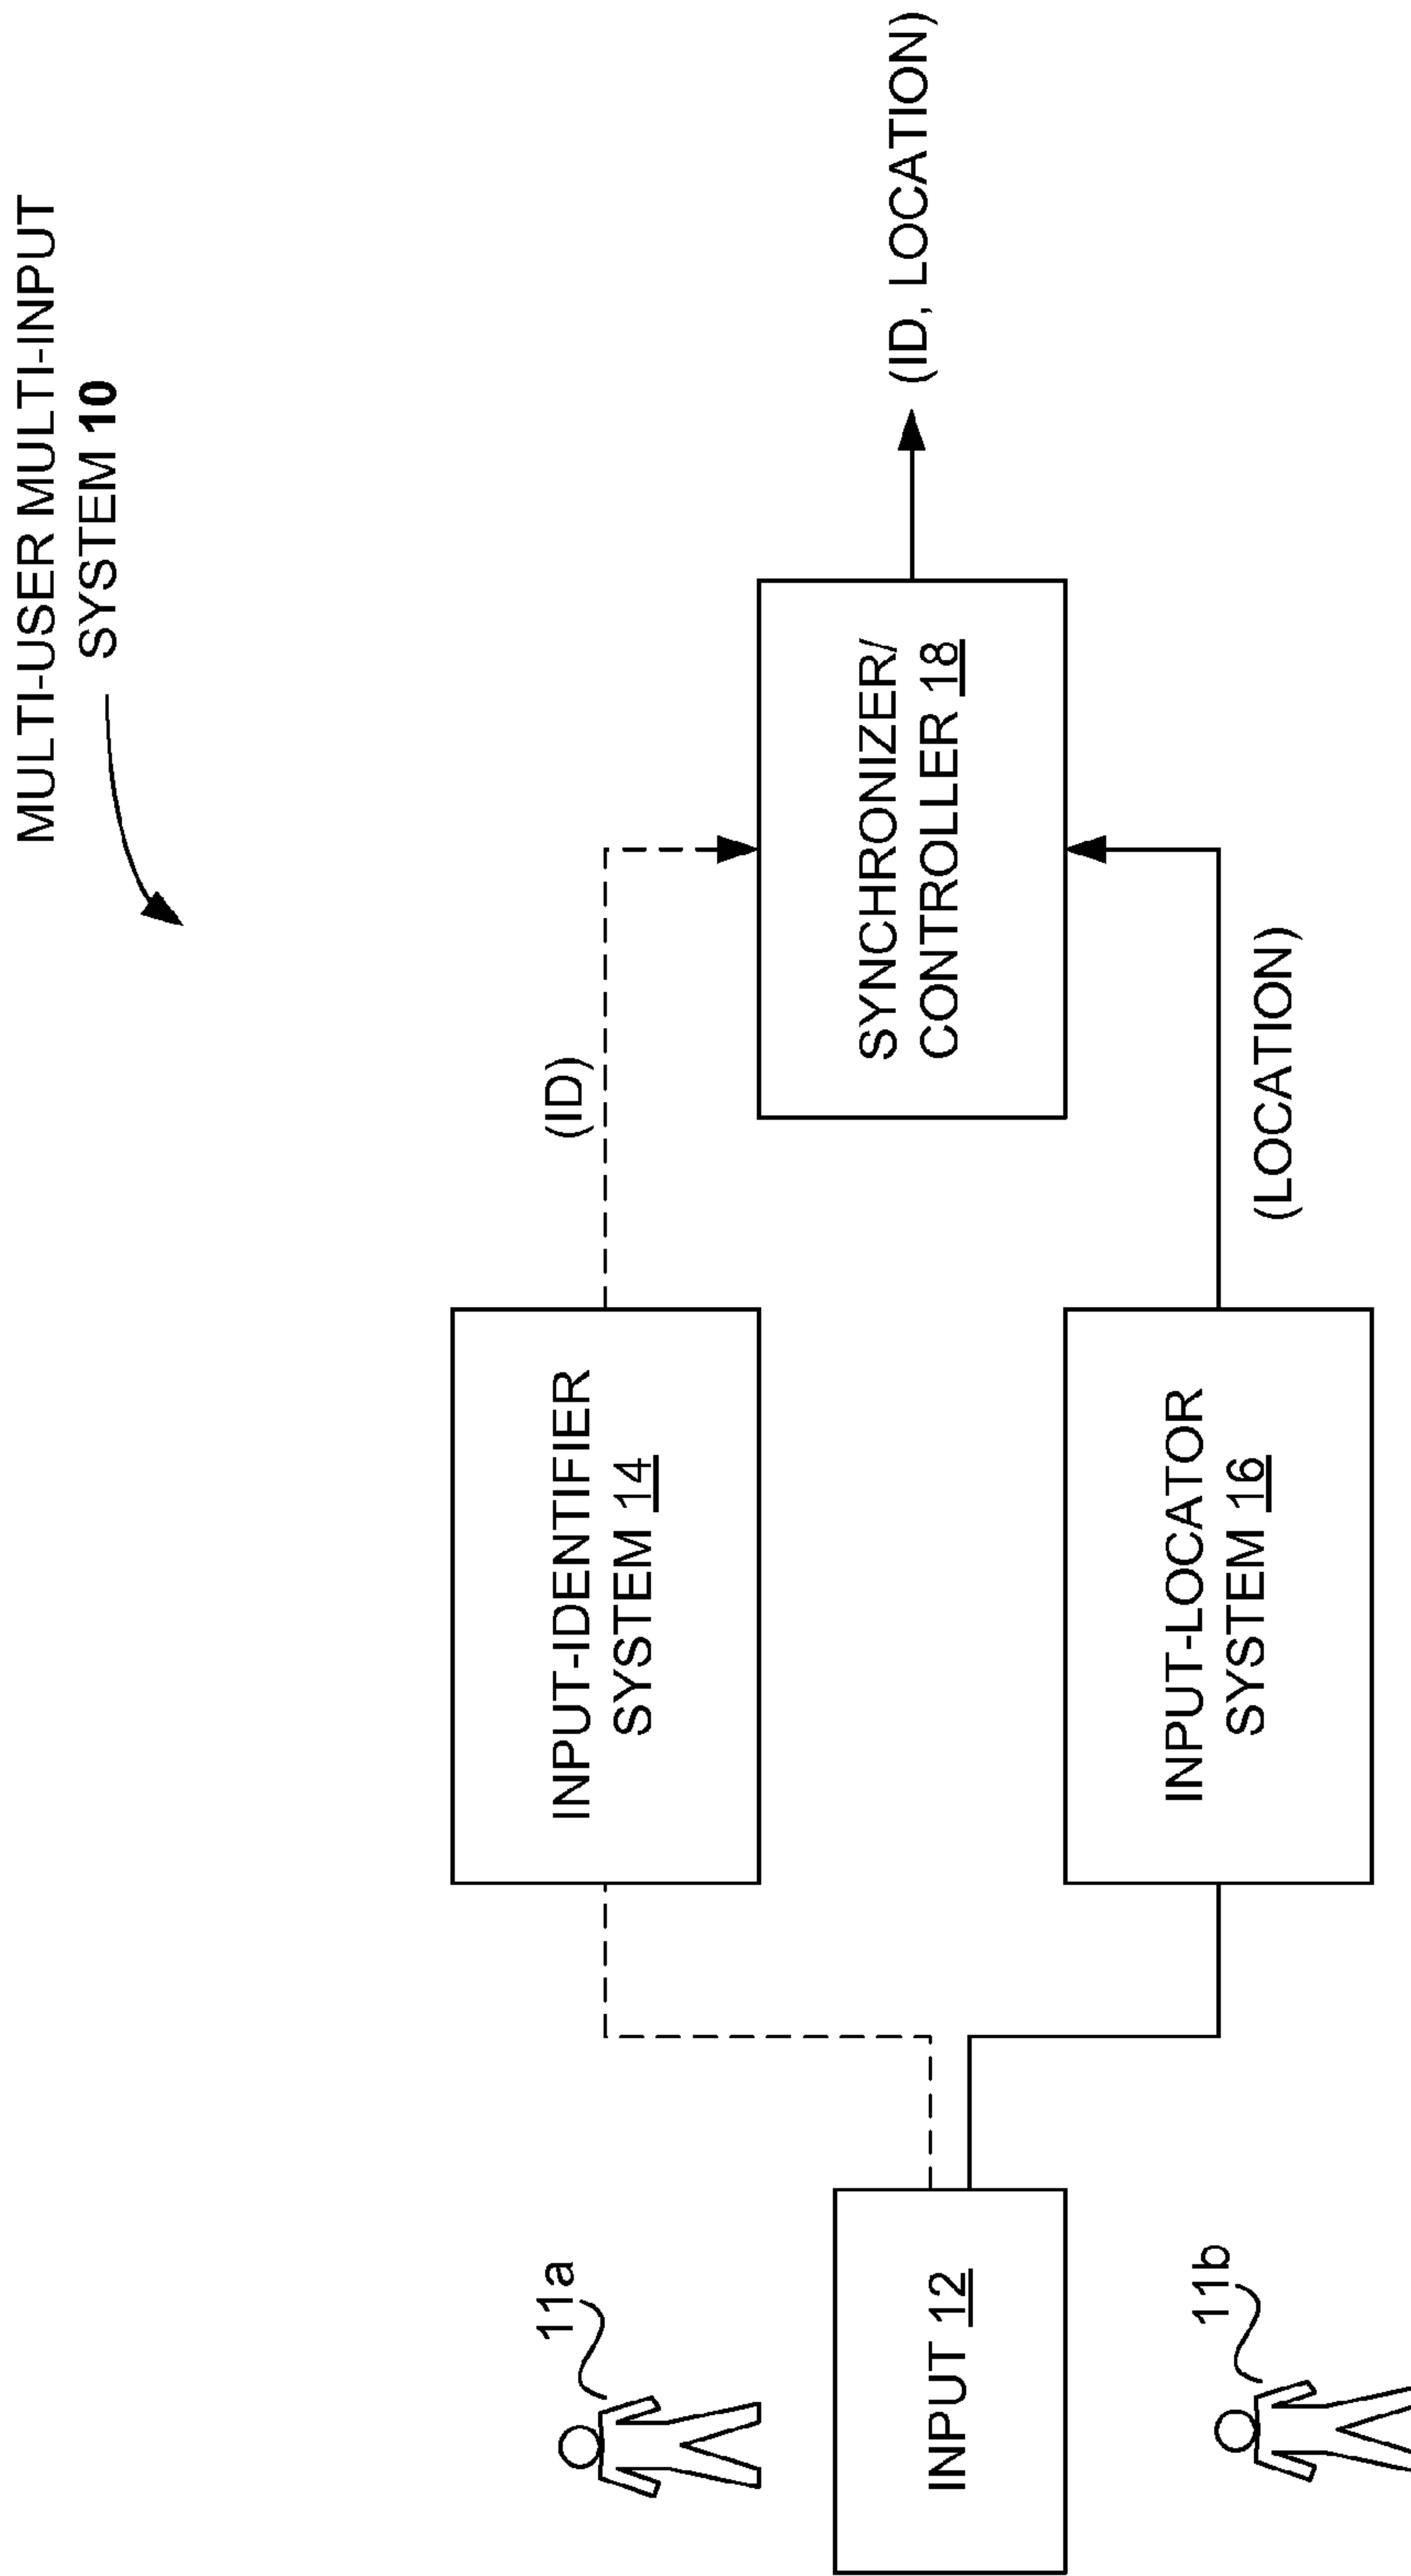 MULTI-USER MULTI-INPUT
SYSTEM 10
11a
INPUT 12
11b
INPUT-IDENTIFIER
SYSTEM 14
INPUT-LOCATOR
SYSTEM 16
(ID)
(LOCATION)
SYNCHRONIZER/
CONTROLLER 18
(ID, LOCATION)